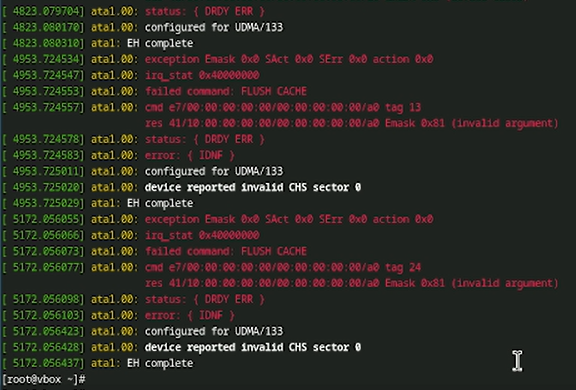 [ 4823.079704] ata1.00: status: { DRDY ERR }
[ 4823.080170] ata1.00: configured for UDMA/133
[ 4823.080310] ata1: EH complete
[ 4953.724534] ata1.00: exception Emask 0x0 SAct 0x0 SErr 0x0 action 0x0
[ 4953.724547] ata1.00: irq_stat 0x40000000
[ 4953.724553] ata1.00: failed command: FLUSH CACHE
[ 4953.724557] ata1.00: cmd e7/00:00:00:00:00/00:00:00:00:00/a0 tag 13
res 41/10:00:00:00:00/00:00:00:00:00/a0 Emask 0x81 (invalid argument)
[ 4953.724578] ata1.00: status: { DRDY ERR }
[ 4953.724583] ata1.00: error: { IDNF }
[ 4953.725011] ata1.00: configured for UDMA/133
[ 4953.725020] ata1.00: device reported invalid CHS sector 0
[ 4953.725029] ata1: EH complete
[ 5172.056055] ata1.00: exception Emask 0x0 SAct 0x0 SErr 0x0 action 0x0
[ 5172.056066] ata1.00: irq_stat 0x40000000
[ 5172.056073] ata1.00: failed command: FLUSH CACHE
[ 5172.056077] ata1.00: cmd e7/00:00:00:00:00/00:00:00:00:00/a0 tag 24
res 41/10:00:00:00:00/00:00:00:00:00/a0 Emask 0x81 (invalid argument)
[ 5172.056098] ata1.00: status: { DRDY ERR }
[ 5172.056103] ata1.00: error: { IDNF }
[ 5172.056423] ata1.00: configured for UDMA/133
[ 5172.056428] ata1.00: device reported invalid CHS sector 0
[ 5172.056437] ata1: EH complete
[root@vbox ~]#